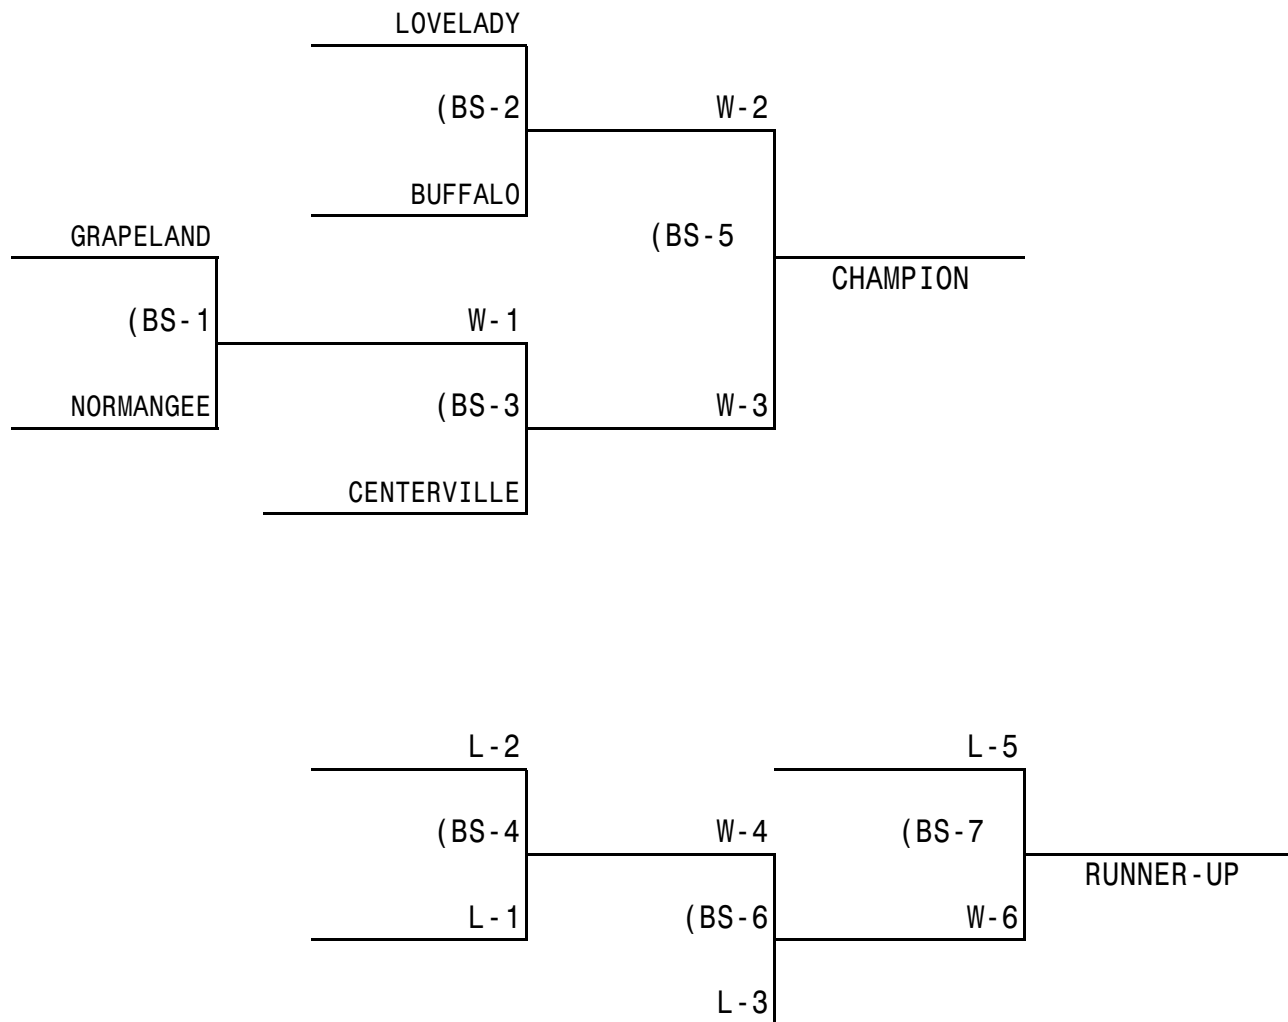 LOVELADY
(BS-2
W-2
BUFFALO
GRAPELAND
(BS-5
CHAMPION
(BS-1
W-1
NORMANGEE
(BS-3
W-3
CENTERVILLE
L-2
L-5
(BS-4
W-4
(BS-7
RUNNER-UP
L-1
(BS-6
W-6
L-3